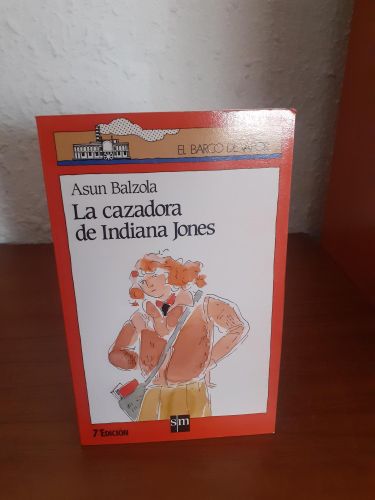 EL BARCO DE VAPOR
Asun Balzola
La cazadora
de Indiana Jones
7ª EDICIÓN
sm